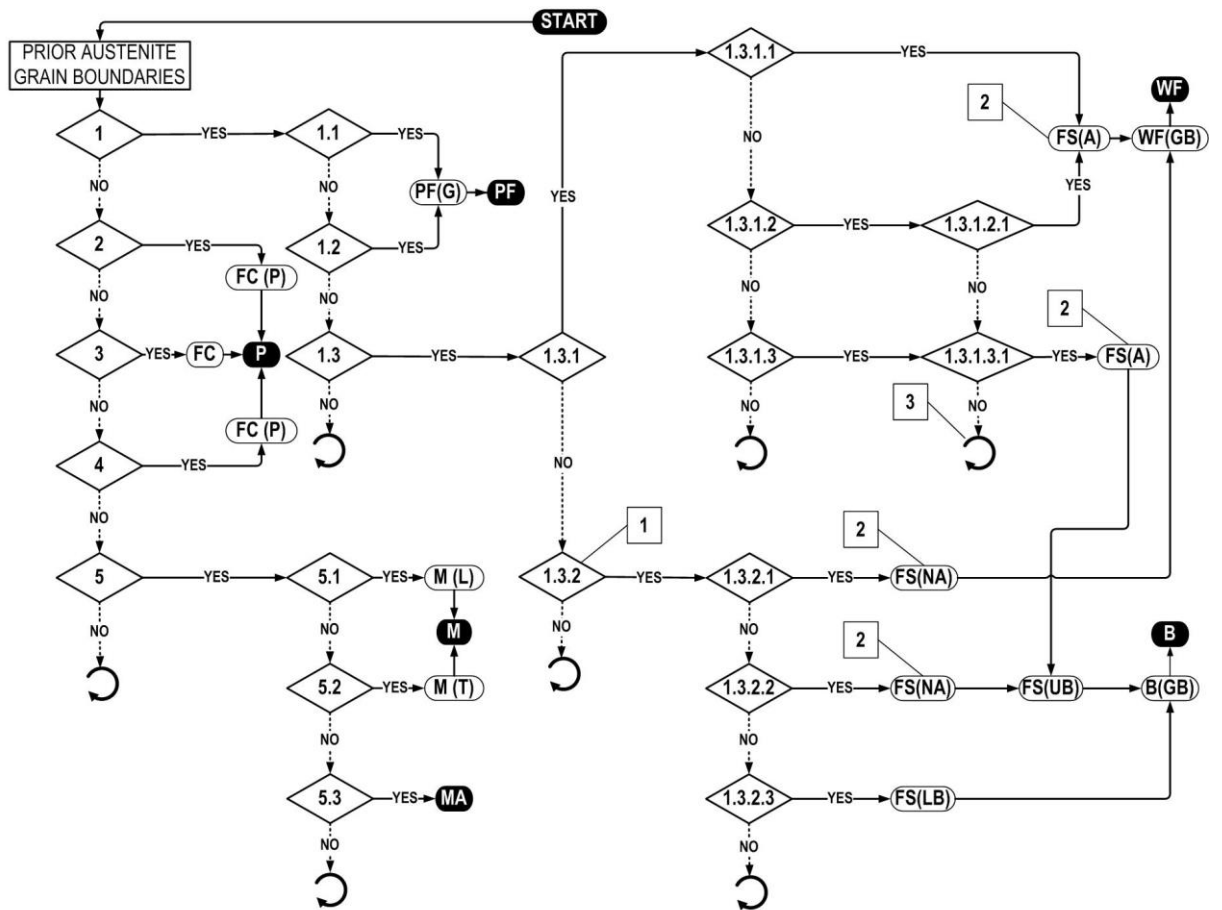 START
PRIOR AUSTENITE
GRAIN BOUNDARIES
1.3.1.1
YES
WF
2
1
YES
1.1
YES
FS(A)
WF(GB)
NO
NO
NO
YES
YES
PF(G)
PF
2
YES
1.2
YES
1.3.1.2
YES
1.3.1.2.1
FC (P)
NO
NO
NO
NO
2
3
YES
FC
P
1.3
YES
1.3.1
1.3.1.3
YES
1.3.1.3.1
YES
FS(A)
NO
NO
NO
NO
3
FC (P)
4
YES
NO
NO
1
2
5
YES
5.1
YES
M (L)
1.3.2
YES
1.3.2.1
YES
FS(NA)
NO
NO
NO
NO
M
2
B
5.2
YES
M (T)
1.3.2.2
YES
FS(NA)
FS(UB)
B(GB)
NO
NO
5.3
YES
MA
1.3.2.3
YES
FS(LB)
NO
NO